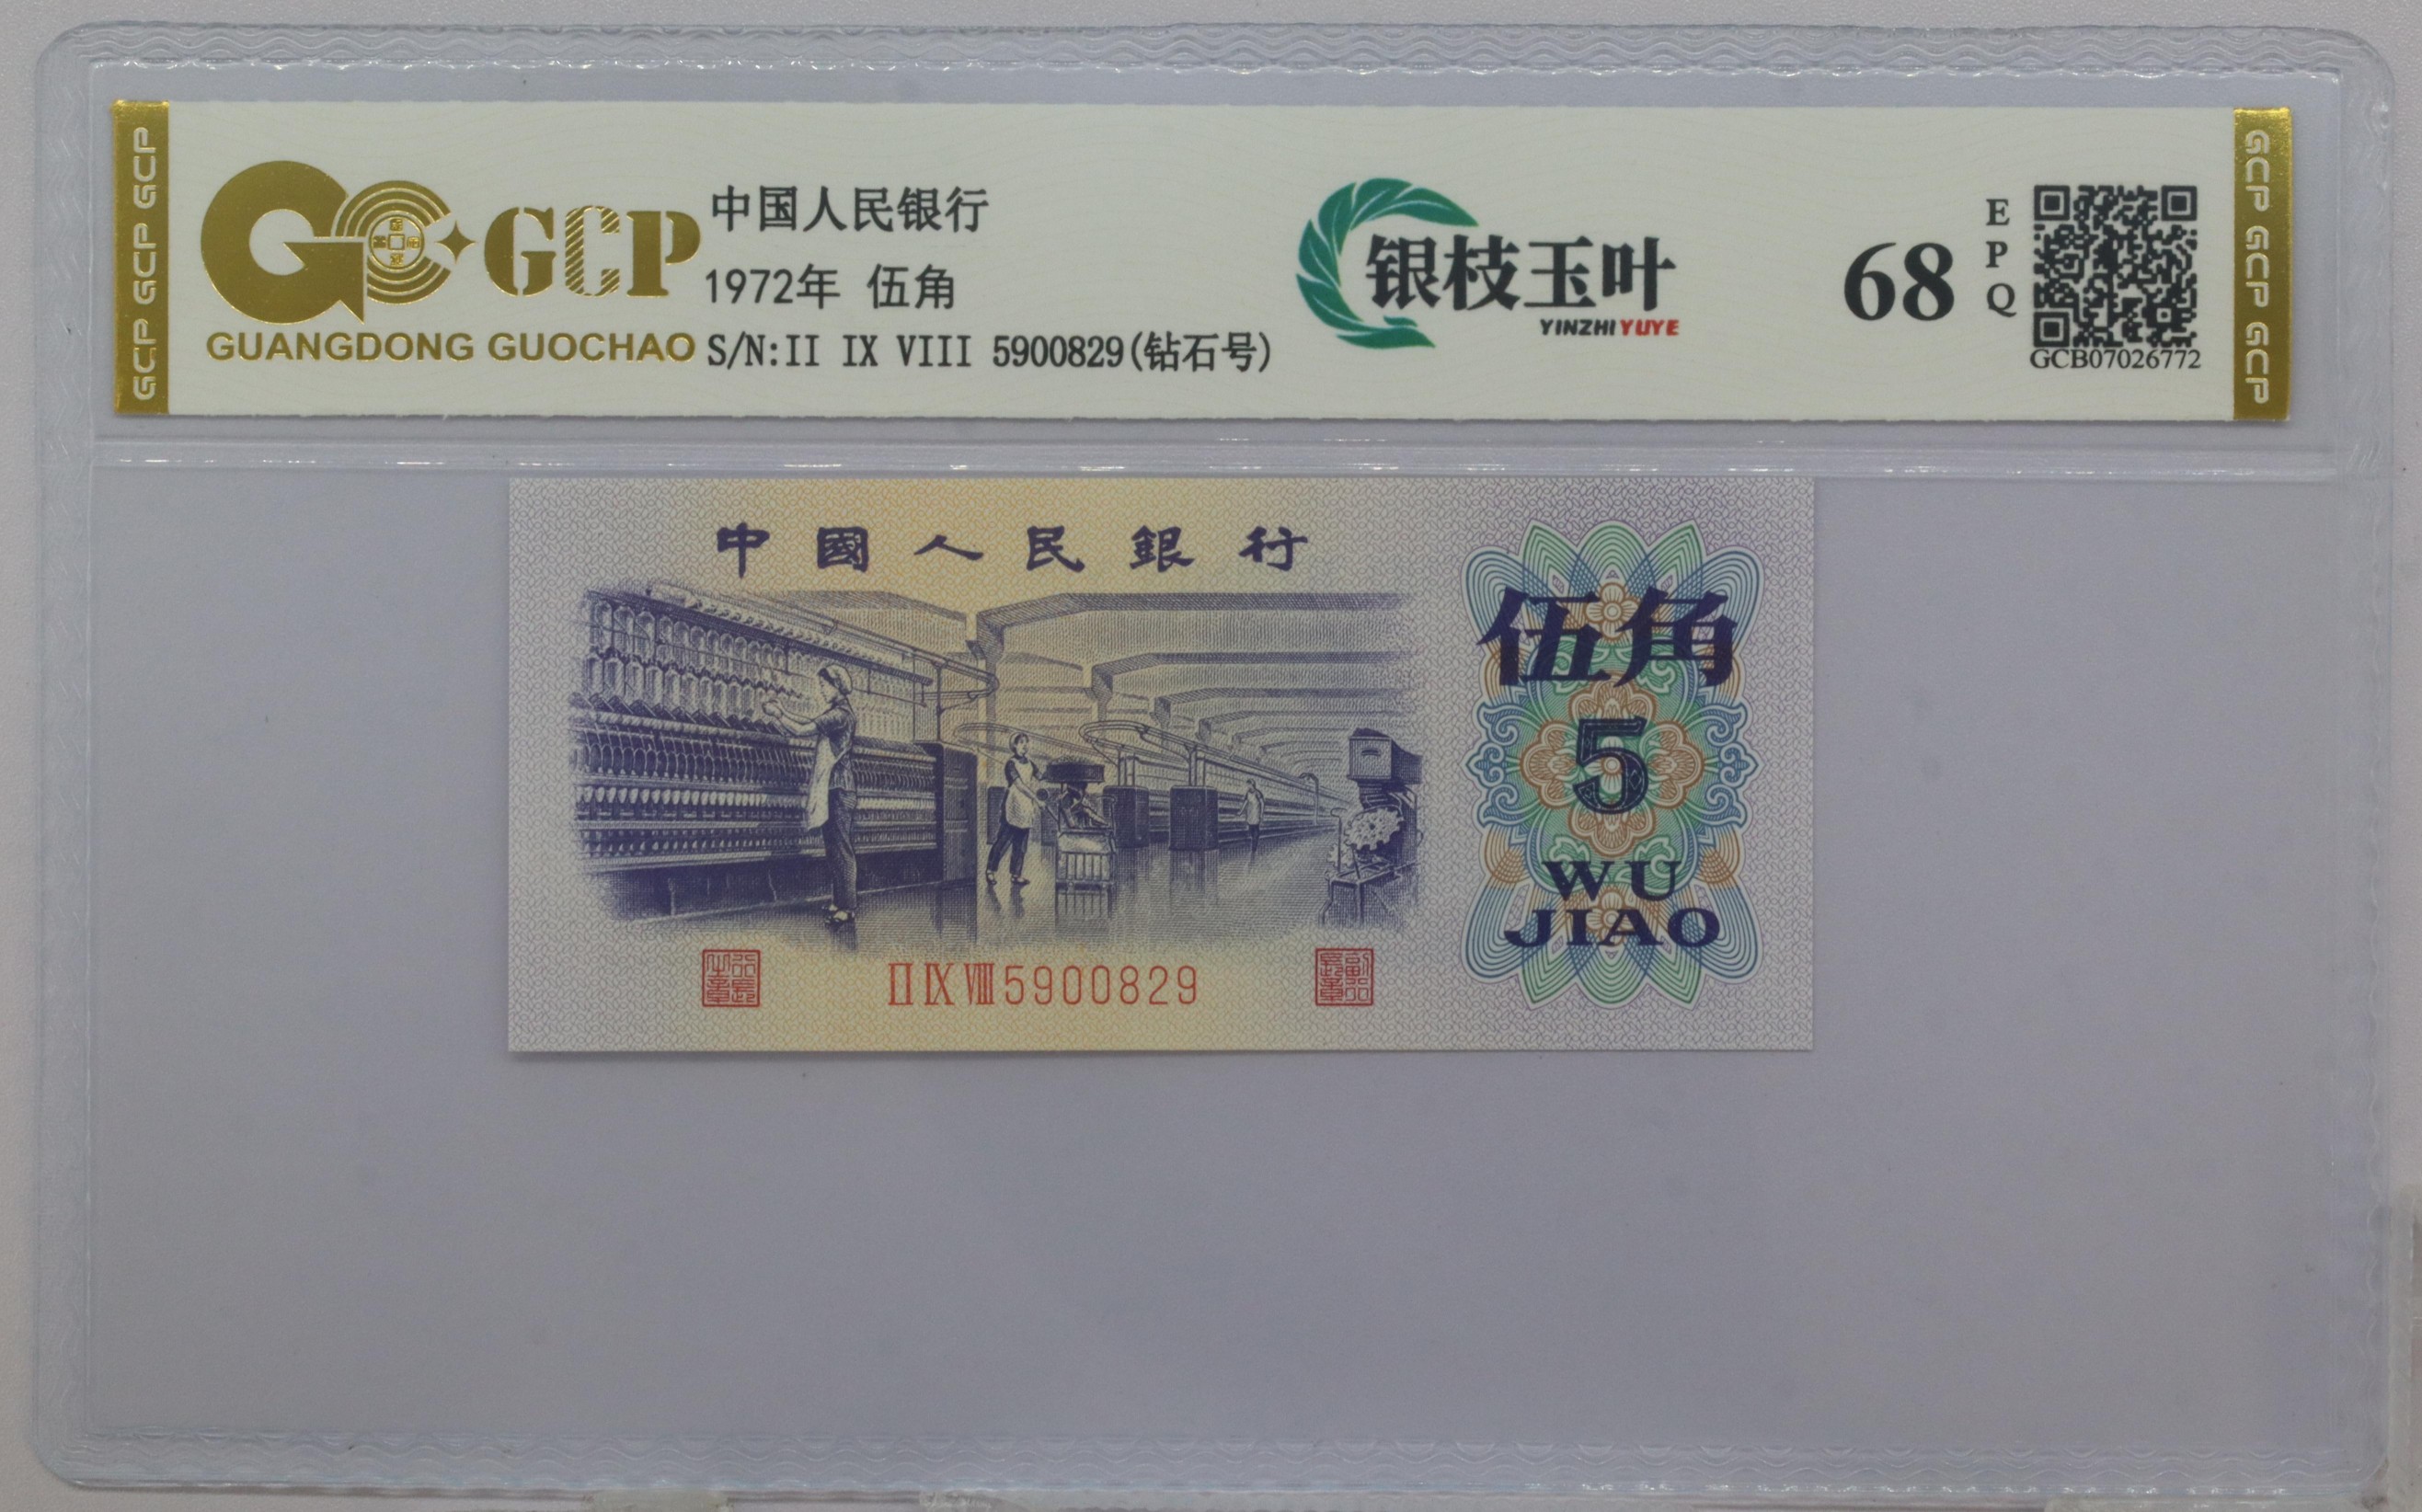 GCP GCP GCP
GCP
GUANGDONG GUOCHAO
中国人民银行
1972年 伍角
S/N:II IX VIII 5900829(钻石号)
银枝玉叶
YINZHI YUYE
68
EPQ
GCB07026772
GCP GCP GCP
中國人民銀行
伍角
5
WU
JIAO
II IX VIII 5900829